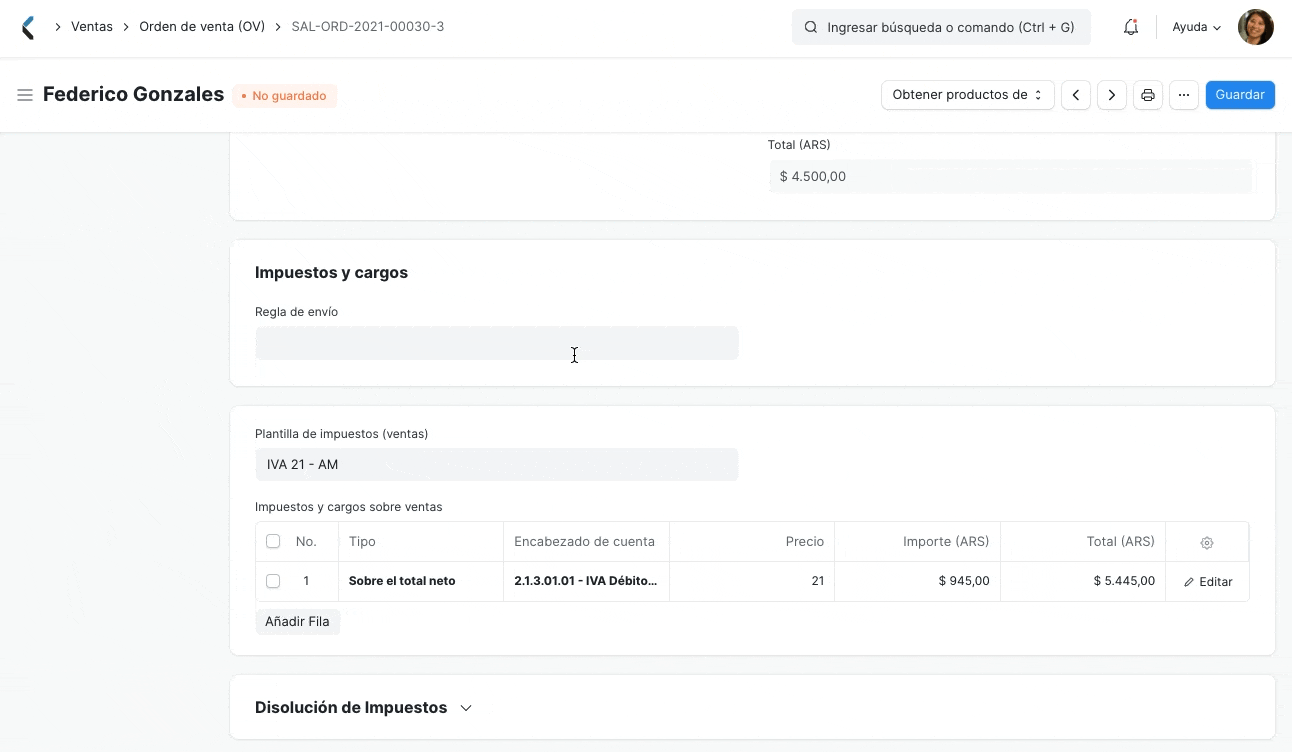 Ventas Orden de venta (OV) SAL-ORD-2021-00030-3 Ingresar búsqueda o comando (Ctrl + G) Ayuda
Federico Gonzales No guardado Obtener productos de ... Guardar
Total (ARS)
$ 4.500,00
Impuestos y cargos
Regla de envío
Plantilla de impuestos (ventas)
IVA 21 - AM
Impuestos y cargos sobre ventas
No. Tipo Encabezado de cuenta Precio Importe (ARS) Total (ARS)
1 Sobre el total neto 2.1.3.01.01 - IVA Débito... 21 $ 945,00 $ 5.445,00 Editar
Añadir Fila
Disolución de Impuestos